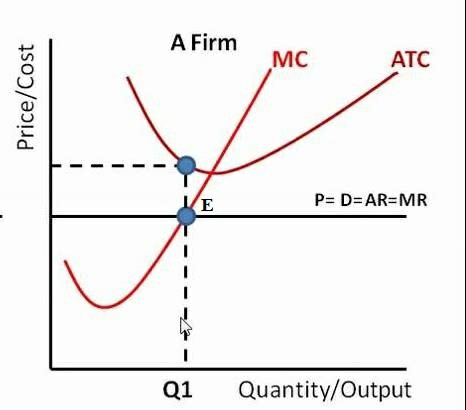 A Firm
MC
ATC
Price/Cost
P= D=AR=MR
E
Q1
Quantity/Output